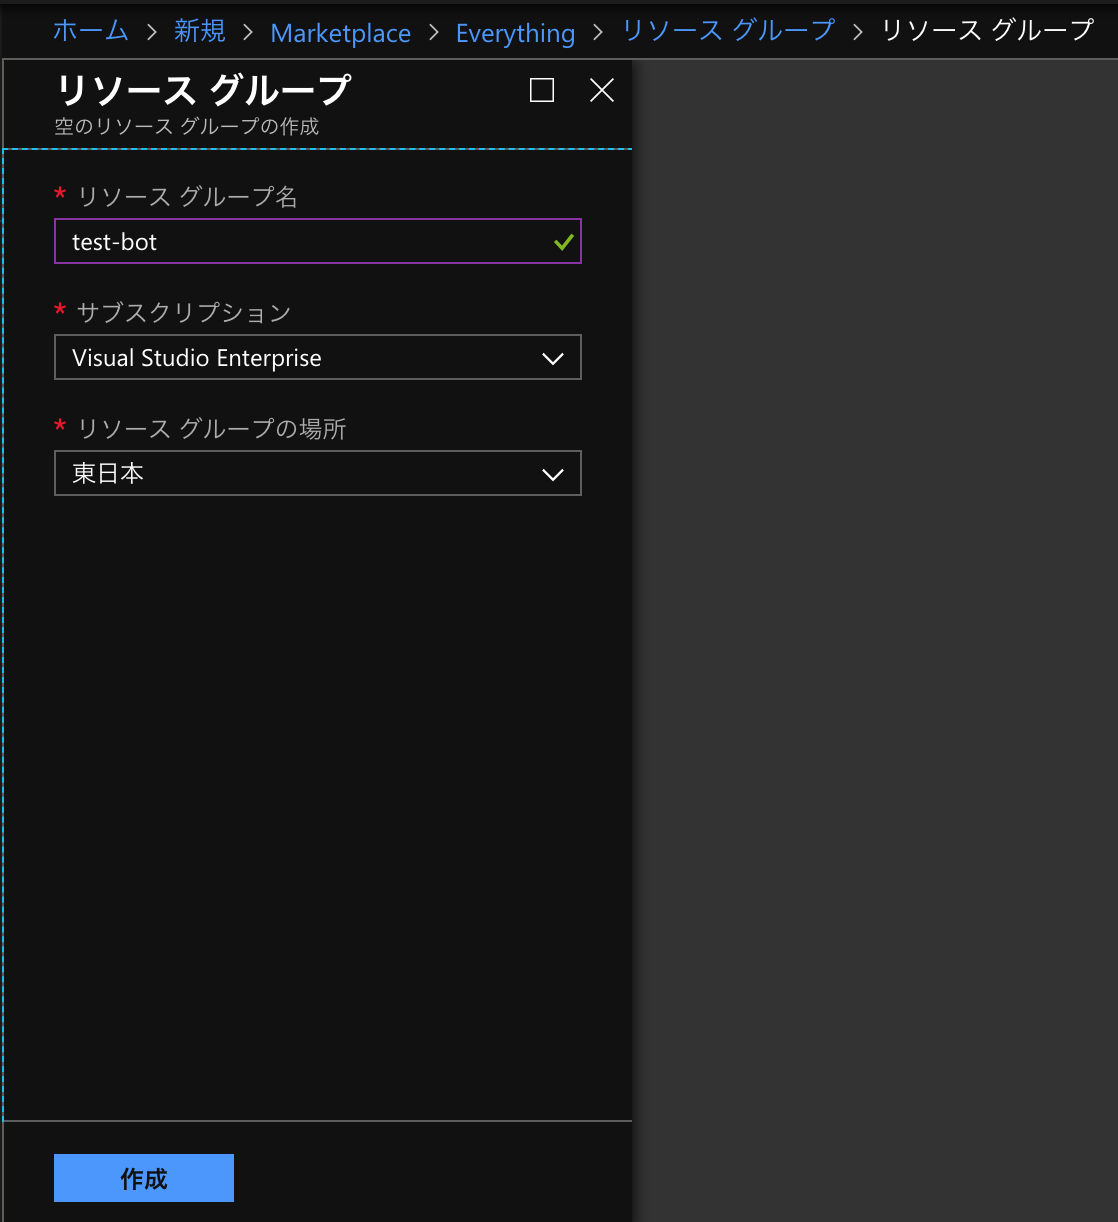 ホーム > 新規 > Marketplace > Everything > リソース グループ > リソース グループ
リソース グループ
空のリソース グループの作成
* リソース グループ名
test-bot
* サブスクリプション
Visual Studio Enterprise
* リソース グループの場所
東日本
作成